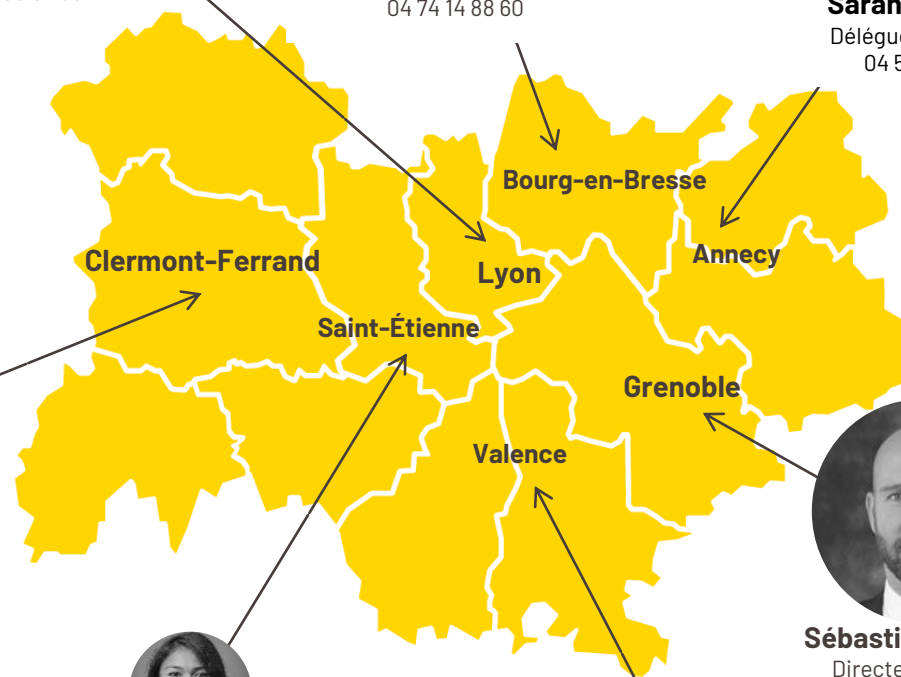 04 74 14 88 60
Bourg-en-Bresse
Annecy
Clermont-Ferrand
Lyon
Saint-Étienne
Grenoble
Valence